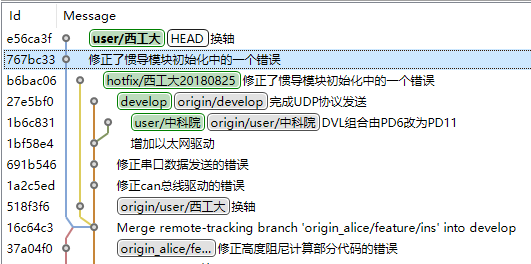 Id Message
e56ca3f user/西工大 HEAD 换轴
767bc33 修正了惯导模块初始化中的一个错误
b6bac06 hotfix/西工大20180825 修正了惯导模块初始化中的一个错误
27e5bf0 develop origin/develop 完成UDP协议发送
1b6c831 user/中科院 origin/user/中科院 DVL组合由PD6改为PD11
1bf58e4 增加以太网驱动
691b546 修正串口数据发送的错误
1a2c5ed 修正can总线驱动的错误
518f3f6 origin/user/西工大 换轴
16c64c3 Merge remote-tracking branch 'origin_alice/feature/ins' into develop
37a04f0 origin_alice/fe... 修正高度阻尼计算部分代码的错误